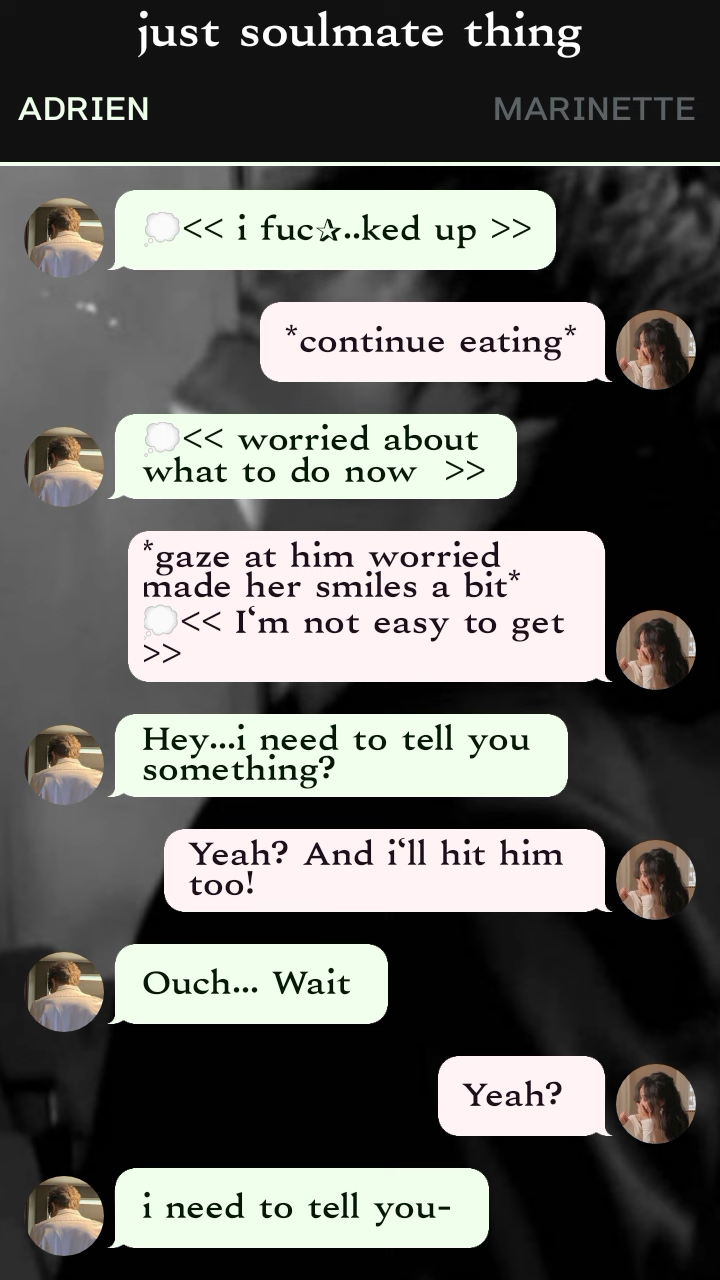 just soulmate thing
ADRIEN
MARINETTE
💭<< i fuc✰..ked up >>
*continue eating*
💭<< worried about
what to do now  >>
*gaze at him worried
made her smiles a bit*
💭<< I‘m not easy to get
>>
Hey...i need to tell you
something?
Yeah? And i‘ll hit him
too!
Ouch... Wait
Yeah?
i need to tell you-